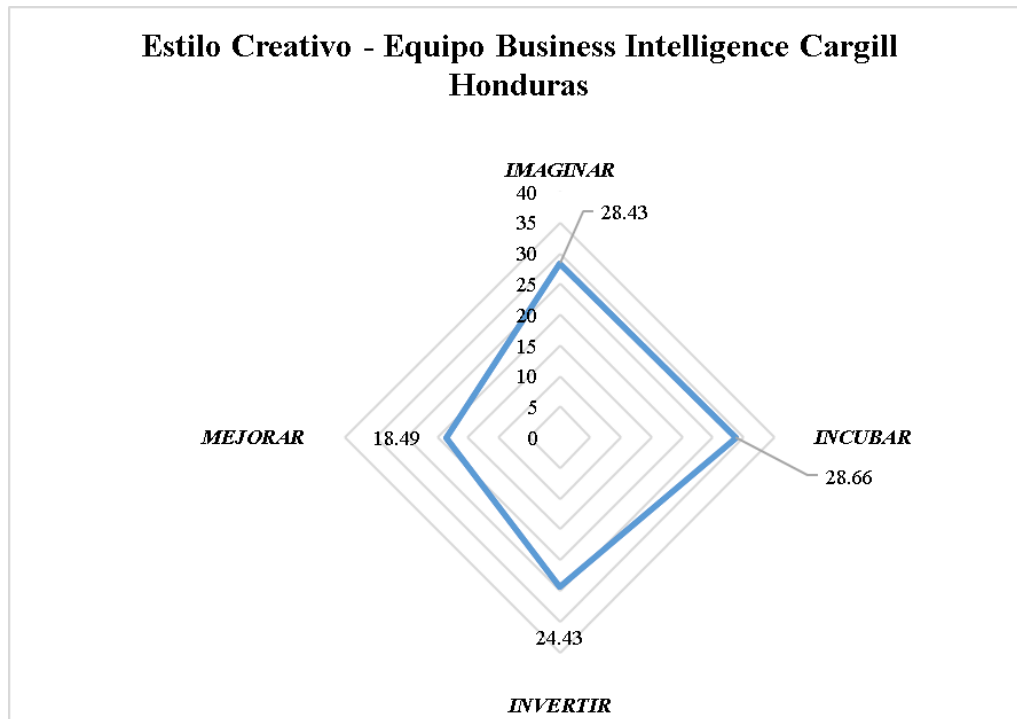 Estilo Creativo - Equipo Business Intelligence Cargill
Honduras
IMAGINAR
40
28.43
35
30
25
20
15
10
5
MEJORAR
18.49
0
INCUBAR
28.66
24.43
INVERTIR